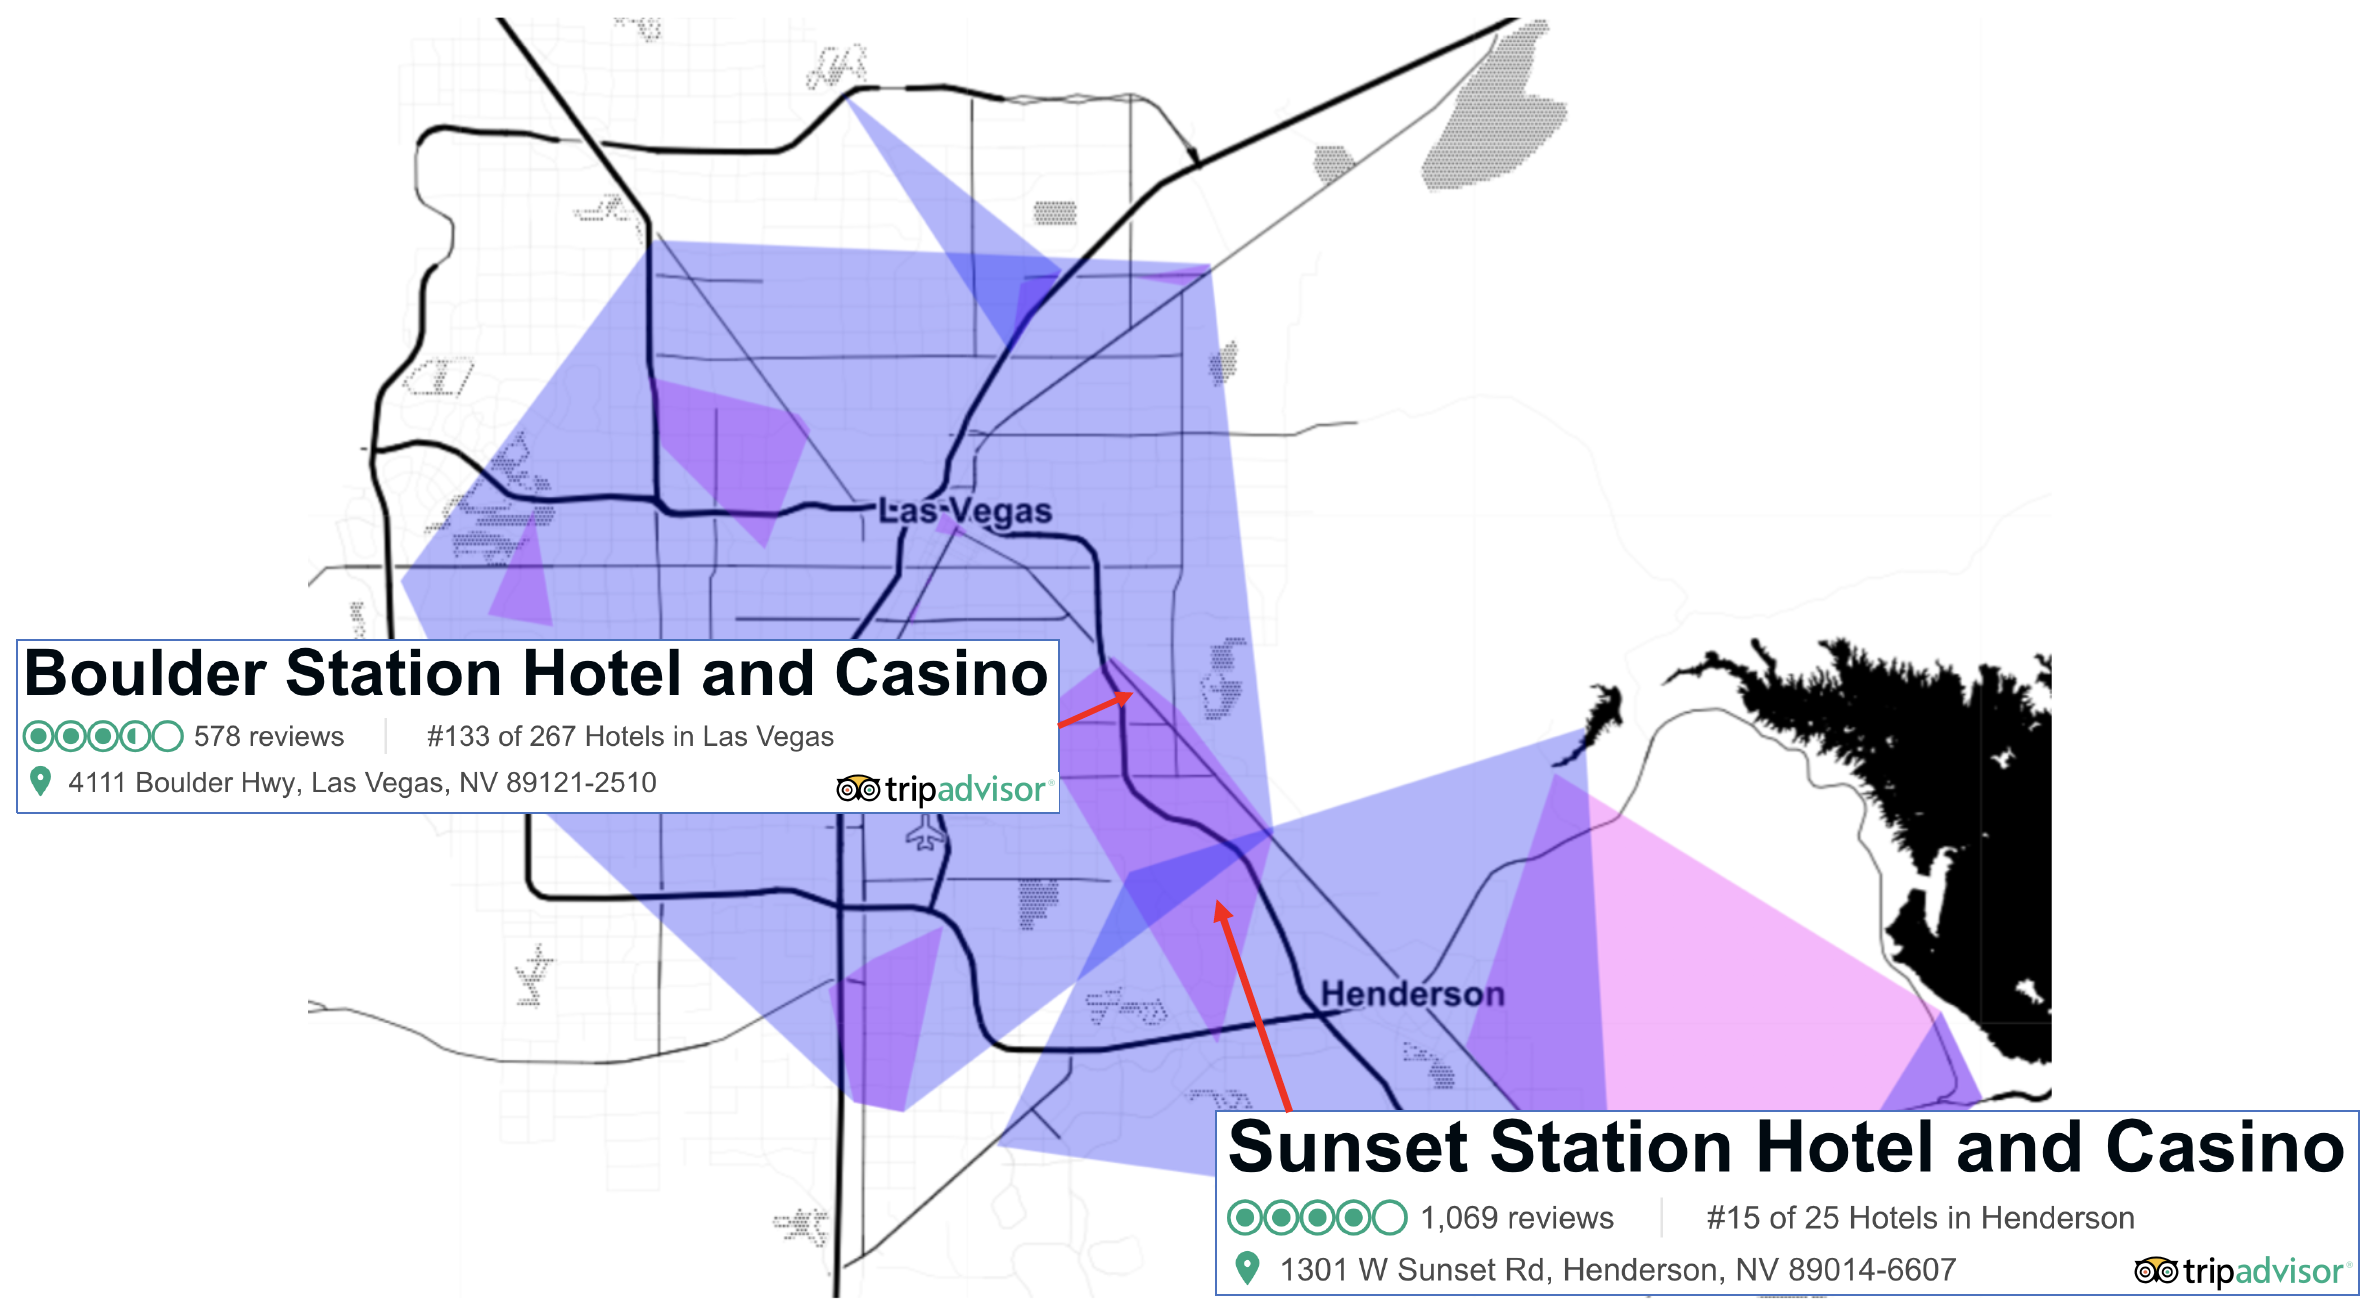 Las Vegas
Boulder Station Hotel and Casino
578 reviews #133 of 267 Hotels in Las Vegas
4111 Boulder Hwy, Las Vegas, NV 89121-2510
tripadvisor®
Henderson
Sunset Station Hotel and Casino
1,069 reviews #15 of 25 Hotels in Henderson
1301 W Sunset Rd, Henderson, NV 89014-6607
tripadvisor®